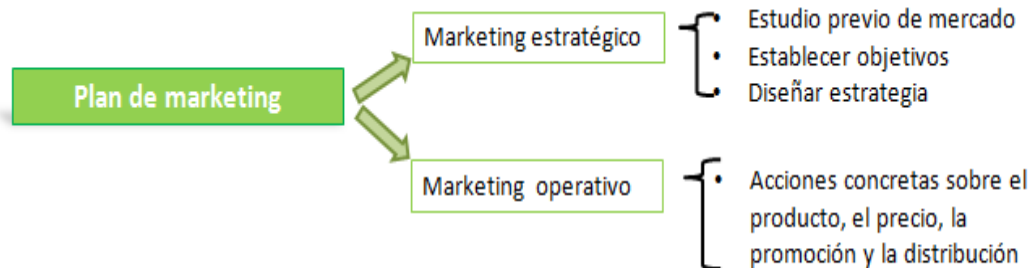 Plan de marketing
Marketing estratégico
• Estudio previo de mercado
• Establecer objetivos
• Diseñar estrategia
Marketing operativo
• Acciones concretas sobre el
producto, el precio, la
promoción y la distribución